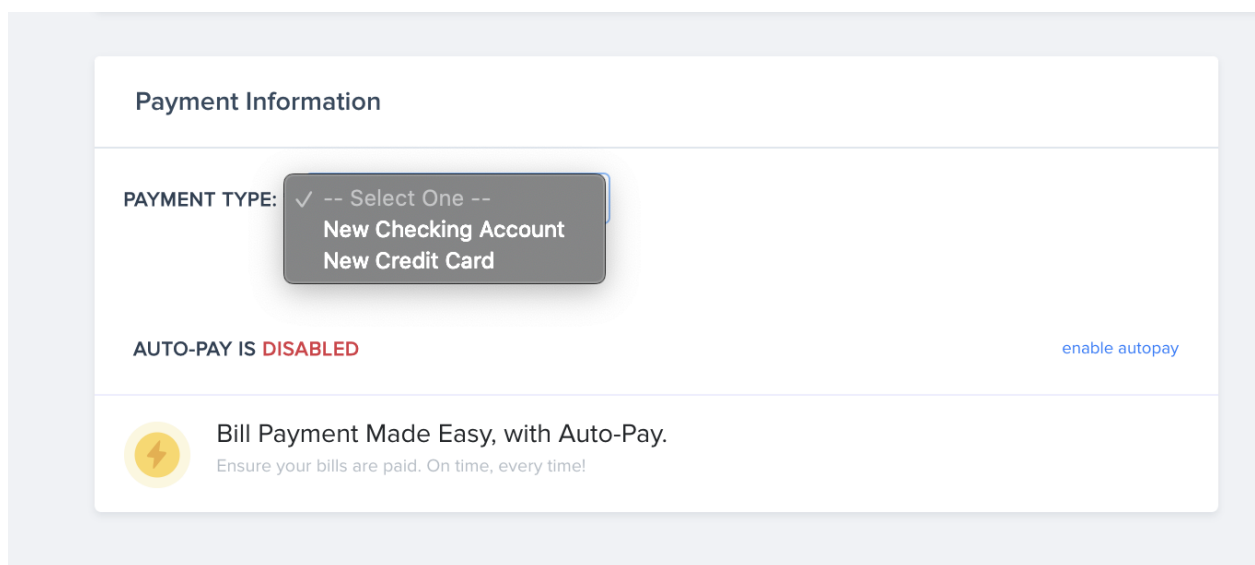 Payment Information
PAYMENT TYPE:
✓ -- Select One --
New Checking Account
New Credit Card
AUTO-PAY IS DISABLED
enable autopay
Bill Payment Made Easy, with Auto-Pay.
Ensure your bills are paid. On time, every time!